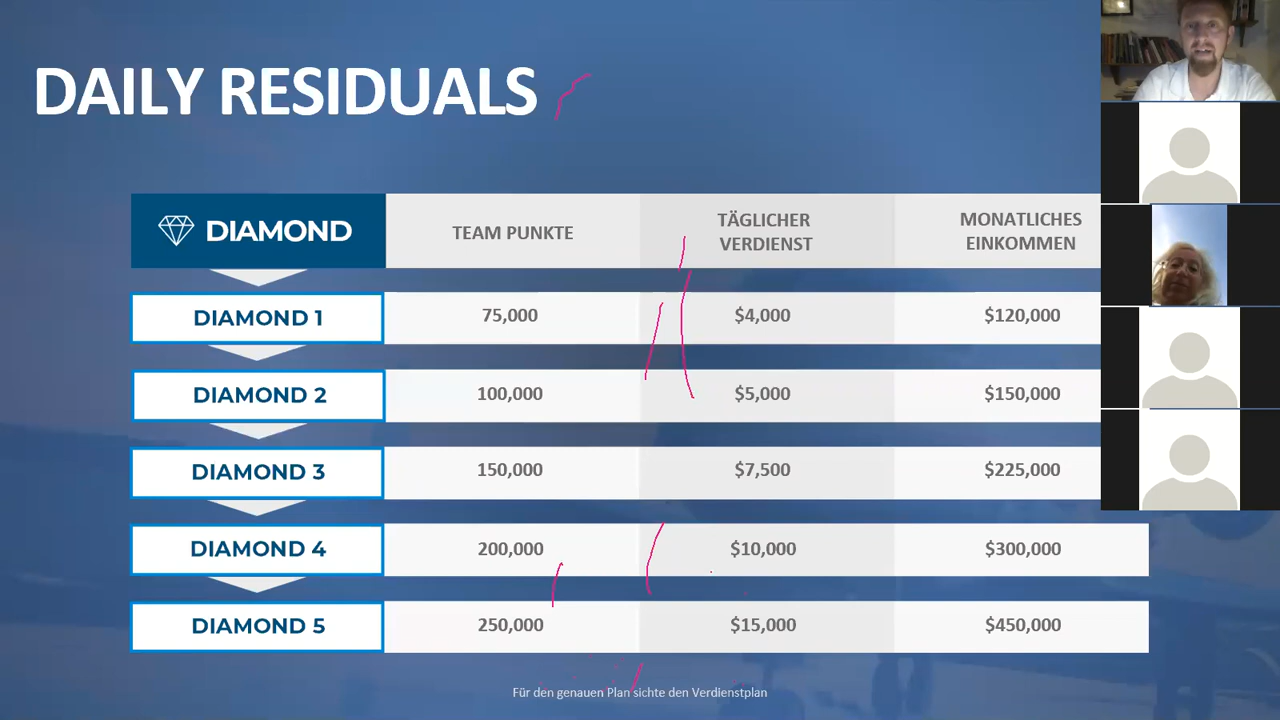 DAILY RESIDUALS
DIAMOND
TEAM PUNKTE
TÄGLICHER
VERDIENST
MONATLICHES
EINKOMMEN
DIAMOND 1 75,000 $4,000 $120,000
DIAMOND 2 100,000 $5,000 $150,000
DIAMOND 3 150,000 $7,500 $225,000
DIAMOND 4 200,000 $10,000 $300,000
DIAMOND 5 250,000 $15,000 $450,000
Für den genauen Plan sichte den Verdienstplan